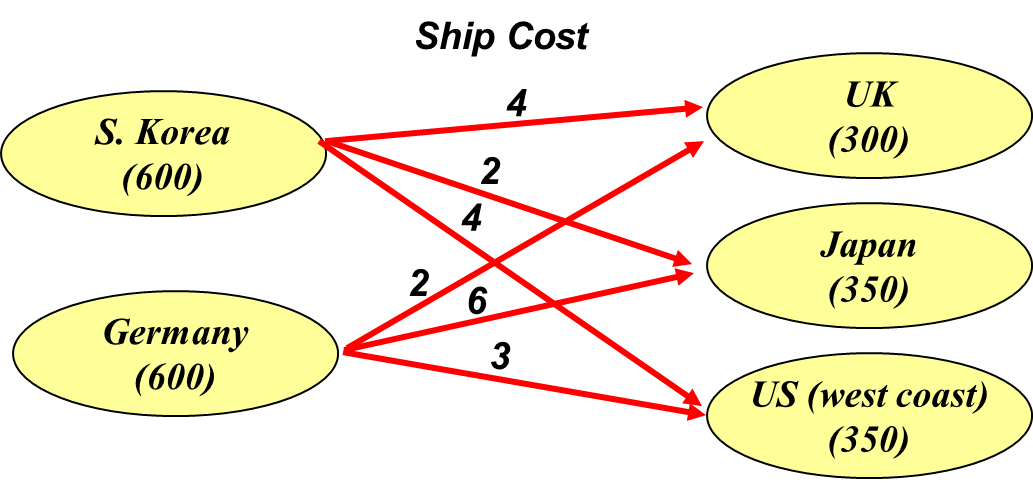 Ship Cost
S. Korea
(600)
Germany
(600)
4
2
4
2
6
3
UK
(300)
Japan
(350)
US (west coast)
(350)